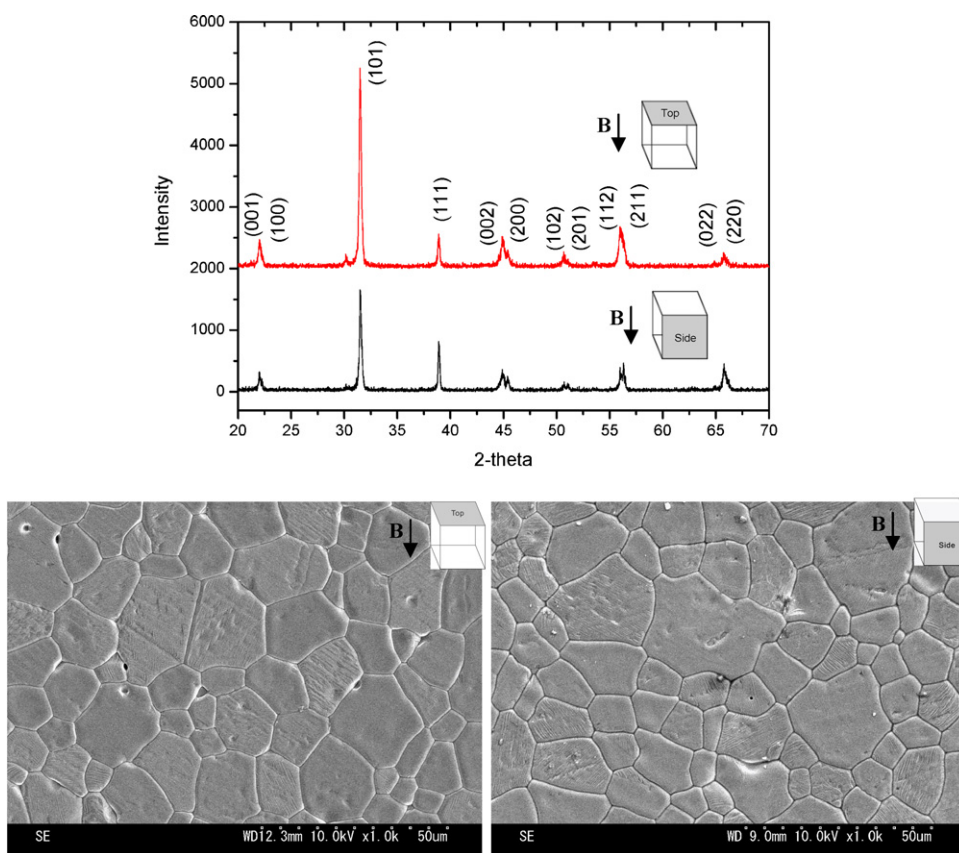 6000
5000
4000
3000
2000
1000
0
Intensity
(001)
(100)
(101)
(111)
(002)
(200)
(102)
(201)
(112)
(211)
(022)
(220)
B
Top
B
Side
20 25 30 35 40 45 50 55 60 65 70
2-theta
B
Top
SE WD12.3mm 10.0kV x1.0k 50um
B
Side
SE WD 9.0mm 10.0kV x1.0k 50um